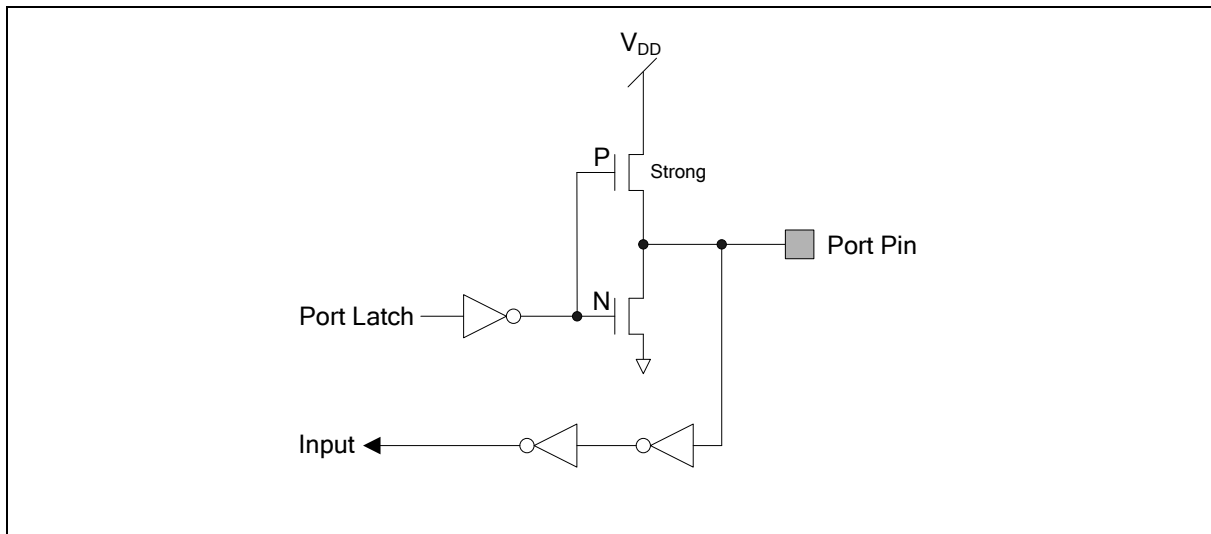 VDD
P
Strong
Port Pin
N
Port Latch
Input